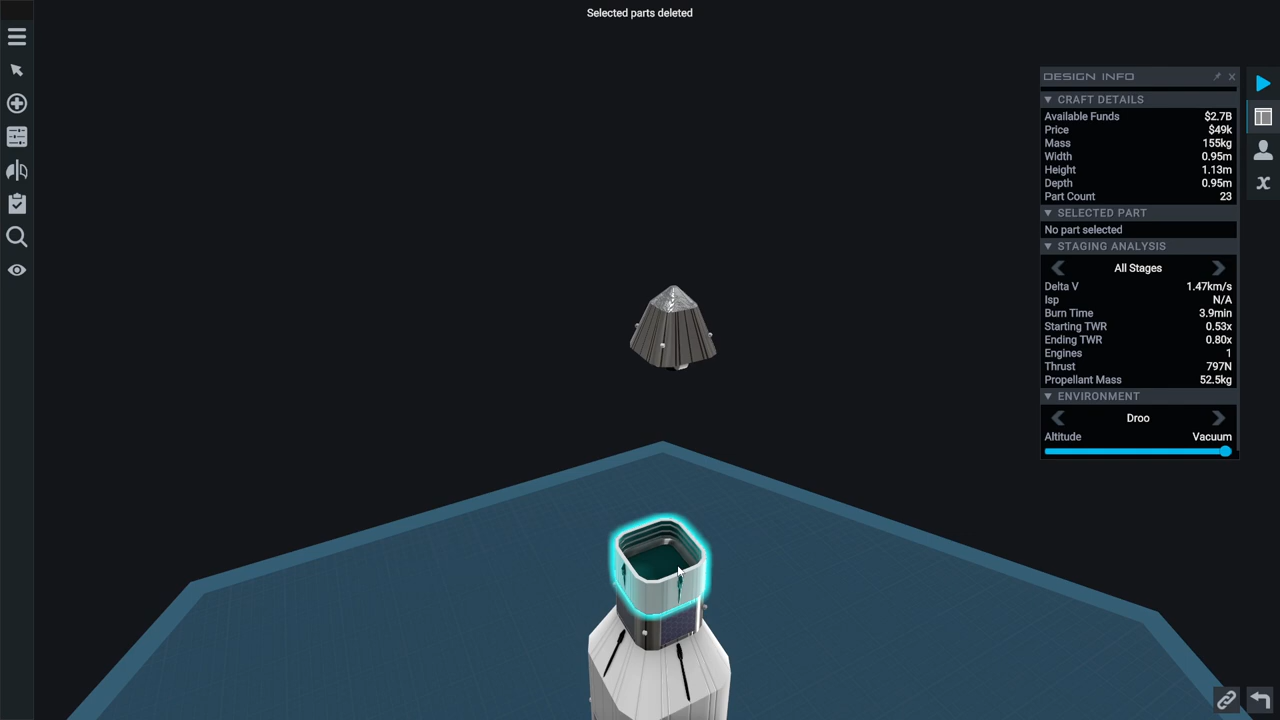 Selected parts deleted
DESIGN INFO
CRAFT DETAILS
Available Funds $2.7B
Price $49k
Mass 155kg
Width 0.95m
Height 1.13m
Depth 0.95m
Part Count 23
SELECTED PART
No part selected
STAGING ANALYSIS
All Stages
Delta V 1.47km/s
Isp N/A
Burn Time 3.9min
Starting TWR 0.53x
Ending TWR 0.80x
Engines 1
Thrust 797N
Propellant Mass 52.5kg
ENVIRONMENT
Droo
Altitude Vacuum